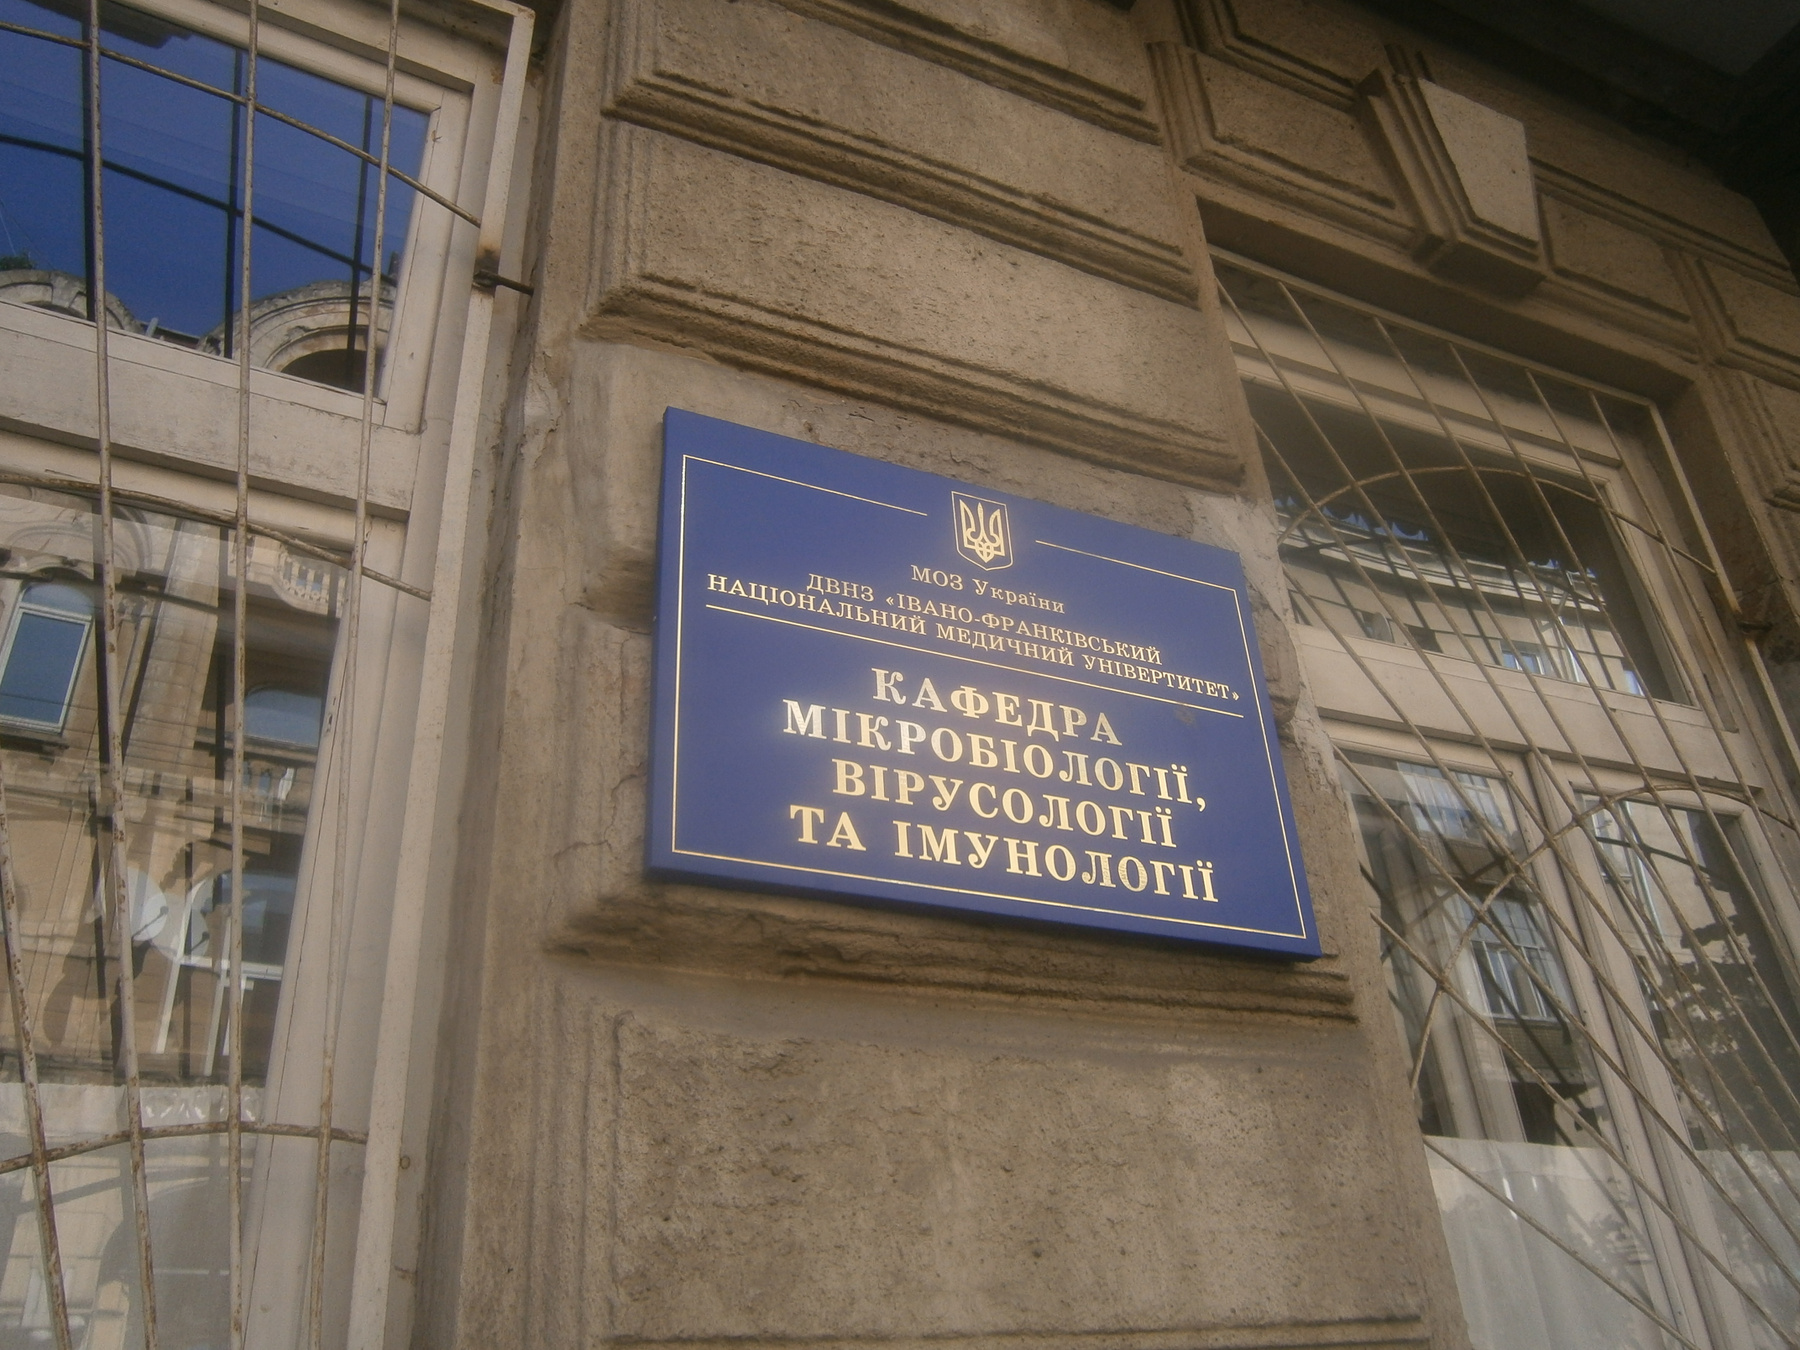 МОЗ України
ДВНЗ «ІВАНО-ФРАНКІВСЬКИЙ
НАЦІОНАЛЬНИЙ МЕДИЧНИЙ УНІВЕРТИТЕТ»
КАФЕДРА
МІКРОБІОЛОГІЇ,
ВІРУСОЛОГІЇ
ТА ІМУНОЛОГІЇ